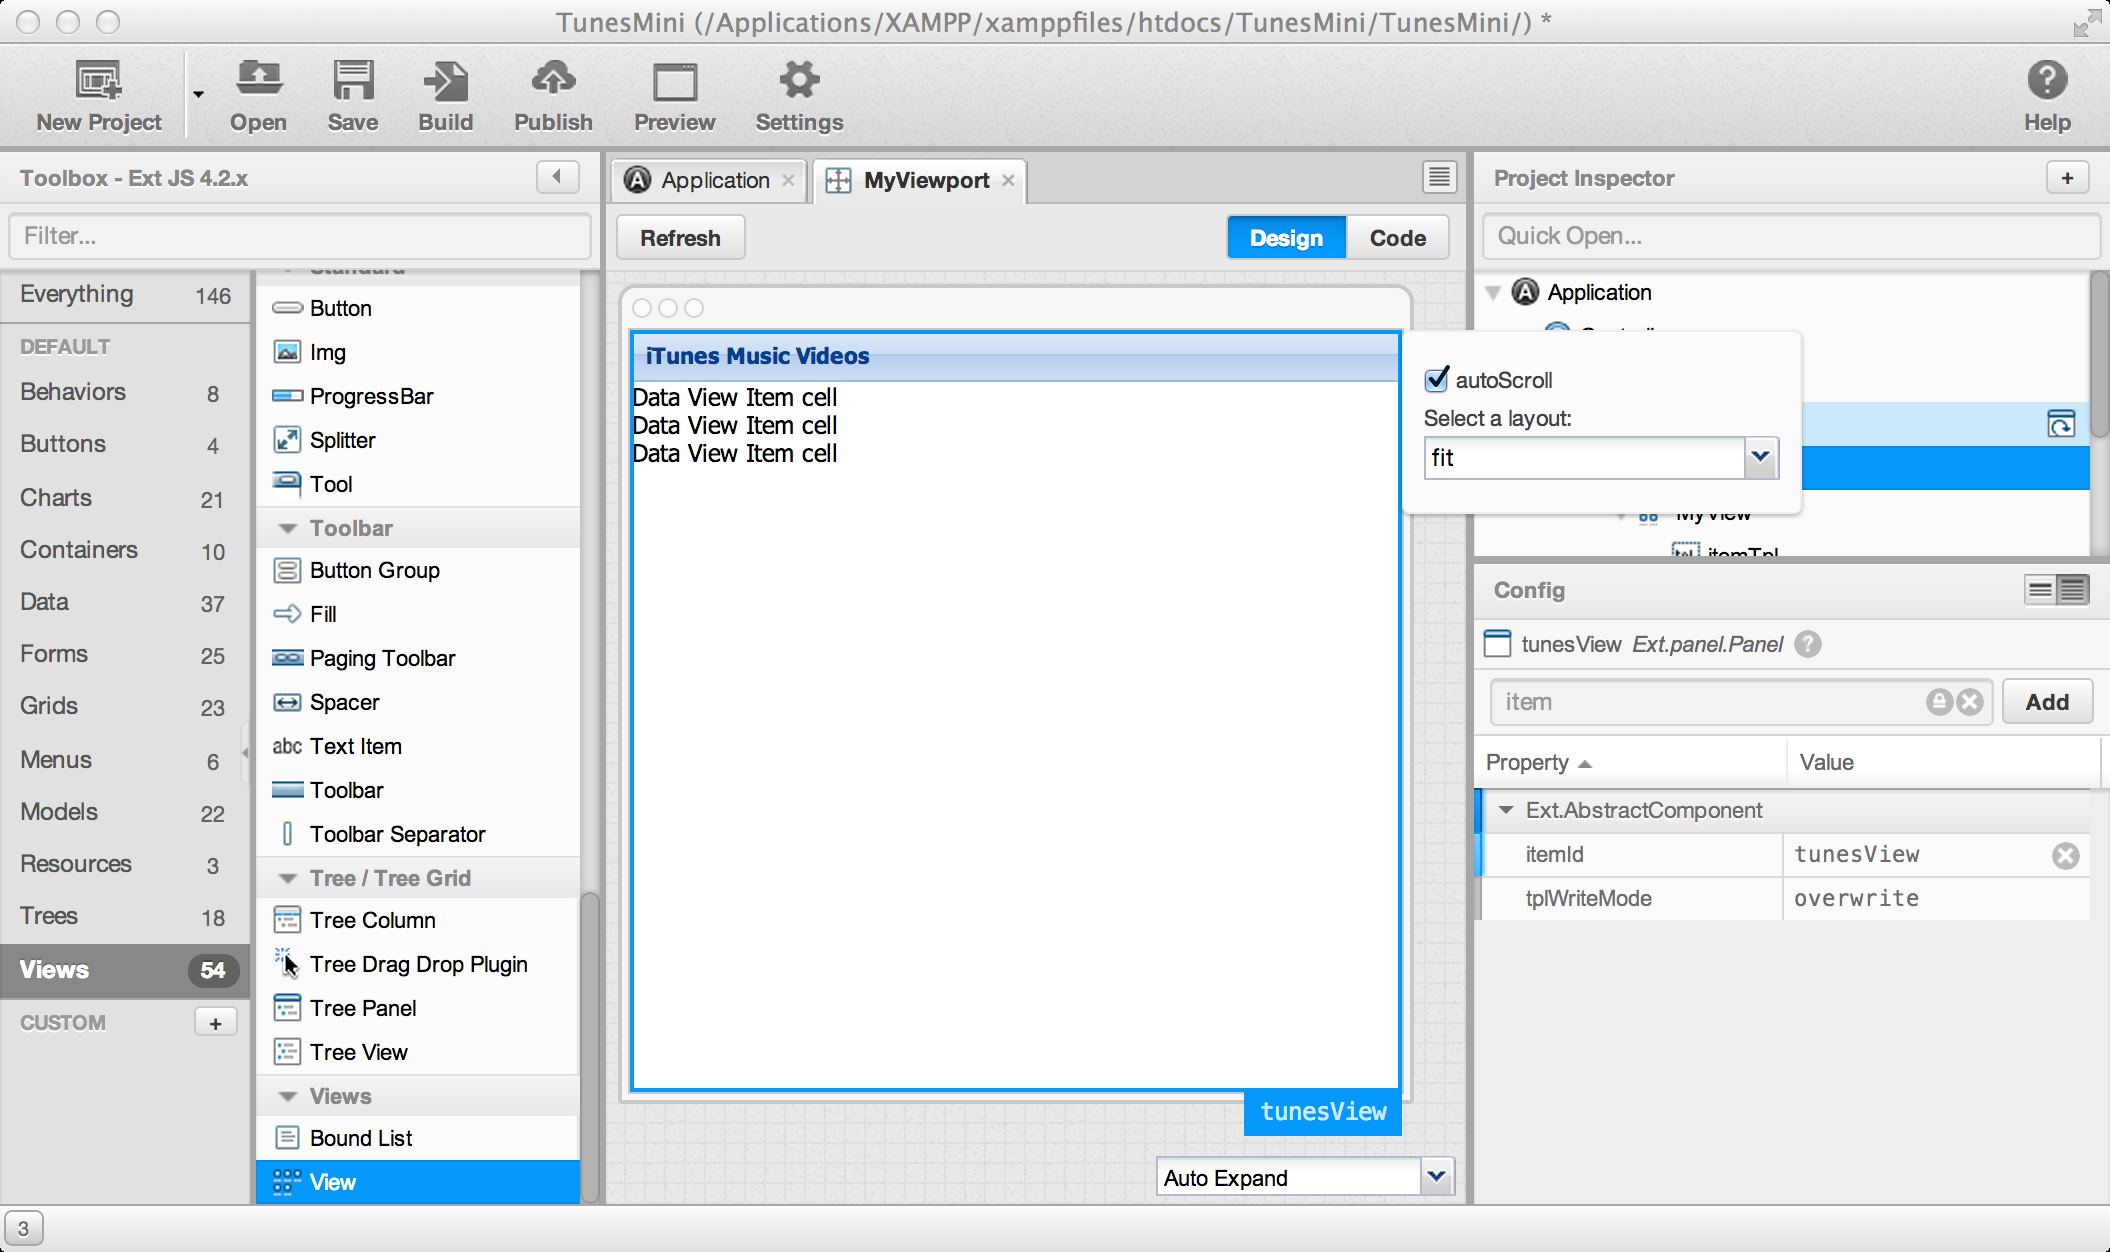 TunesMini (/Applications/XAMPP/xamppfiles/htdocs/TunesMini/TunesMini/) *
New Project
Open
Save
Build
Publish
Preview
Settings
Help
Toolbox - Ext JS 4.2.x
Filter...
Everything 146
DEFAULT
Behaviors 8
Buttons 4
Charts 21
Containers 10
Data 37
Forms 25
Grids 23
Menus 6
Models 22
Resources 3
Trees 18
Views 54
CUSTOM +
Standard
Button
Img
ProgressBar
Splitter
Tool
Toolbar
Button Group
Fill
Paging Toolbar
Spacer
abc Text Item
Toolbar
Toolbar Separator
Tree / Tree Grid
Tree Column
Tree Drag Drop Plugin
Tree Panel
Tree View
Views
Bound List
View
Application
MyViewport
Refresh
Design
Code
iTunes Music Videos
Data View Item cell
Data View Item cell
Data View Item cell
tunesView
Auto Expand
autoScroll
Select a layout:
fit
Project Inspector +
Quick Open...
Application
MyView
itemTpl
Config
tunesView Ext.panel.Panel ?
item
Add
Property Value
Ext.AbstractComponent
itemId tunesView
tplWriteMode overwrite
3